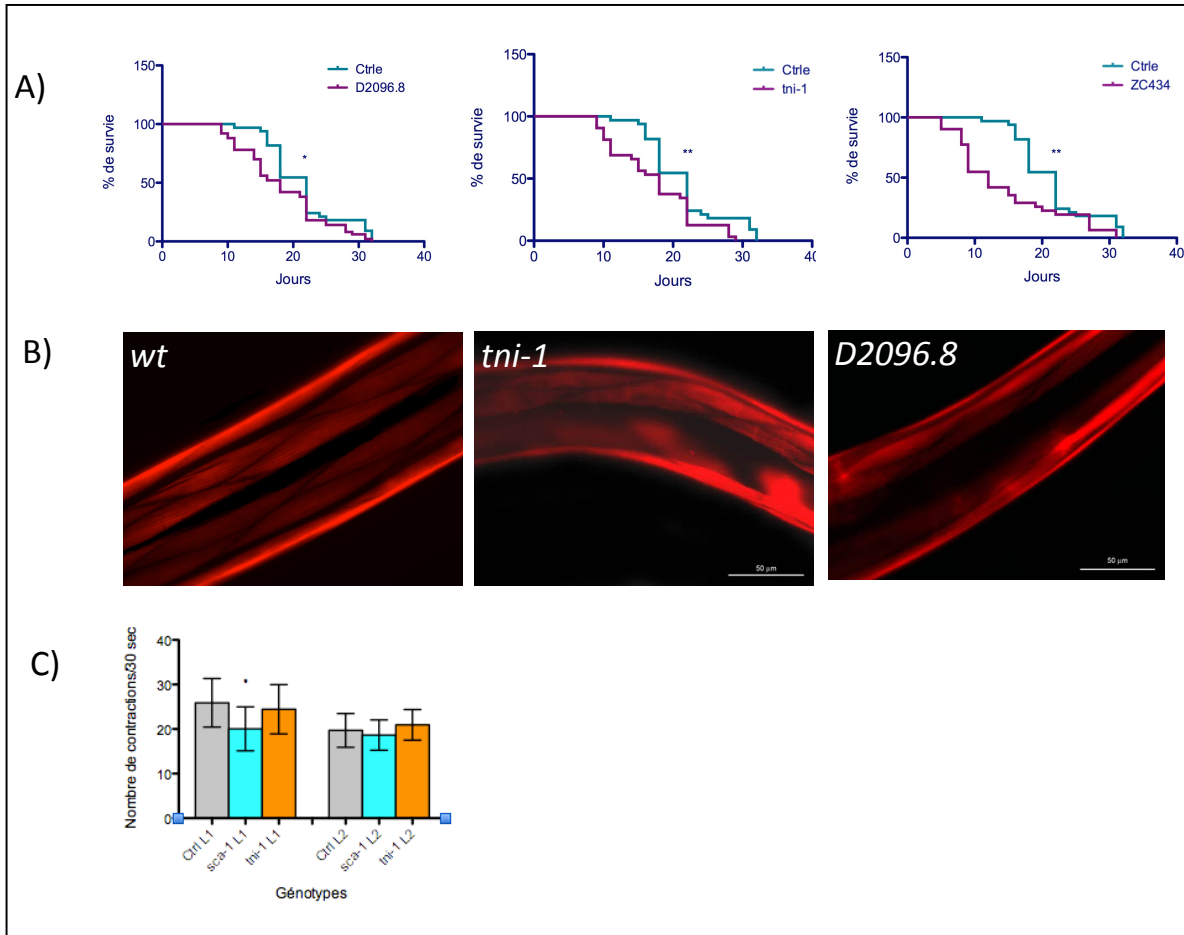 A)
150
100
50
0
% de survie
Ctrle
D2096.8
*
0 10 20 30 40
Jours
150
100
50
0
% de survie
Ctrle
tni-1
**
0 10 20 30 40
Jours
150
100
50
0
% de survie
Ctrle
ZC434
**
0 10 20 30 40
Jours
B)
wt
tni-1
50 µm
D2096.8
50 µm
C)
Nombre de contractions/30 sec
40
30
20
10
0
*
Ctrl L1
sca-1 L1
tni-1 L1
Ctrl L2
sca-1 L2
tni-1 L2
Génotypes